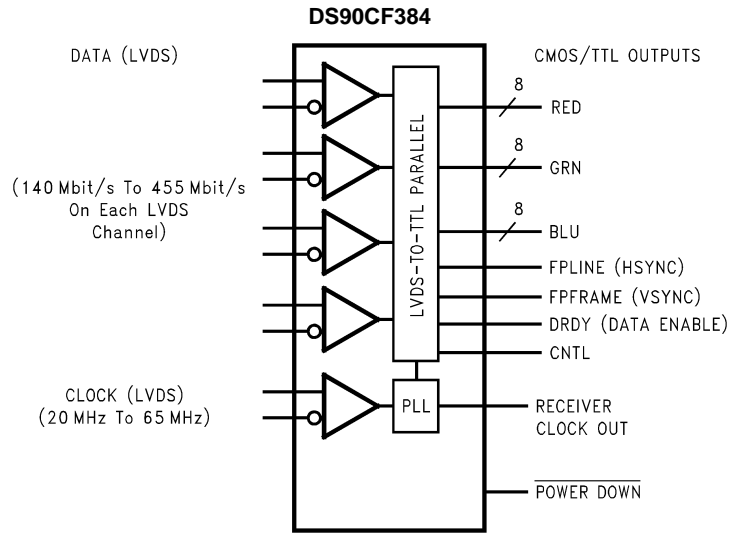 DS90CF384
DATA (LVDS)
CMOS/TTL OUTPUTS
8
RED
8
GRN
(140 Mbit/s To 455 Mbit/s
On Each LVDS
Channel)
8
BLU
LVDS-TO-TTL PARALLEL
FPLINE (HSYNC)
FPFRAME (VSYNC)
DRDY (DATA ENABLE)
CNTL
CLOCK (LVDS)
(20 MHz To 65 MHz)
PLL
RECEIVER
CLOCK OUT
POWER DOWN